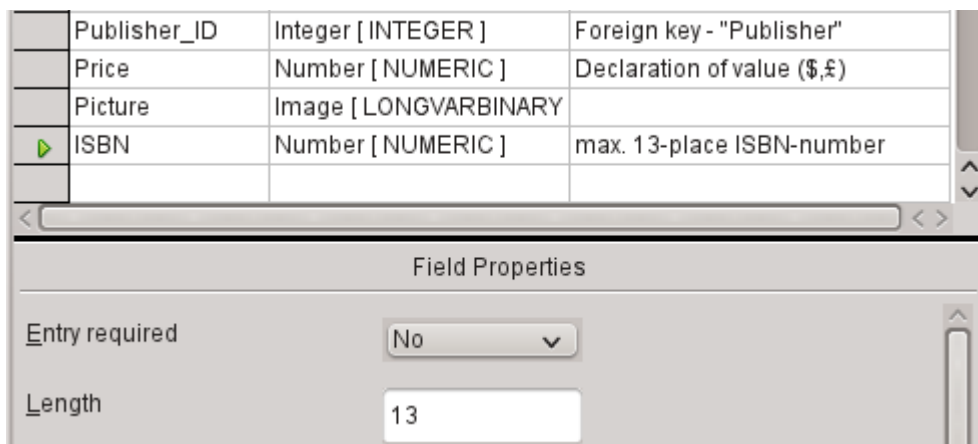 Publisher_ID Integer [ INTEGER ] Foreign key - "Publisher"
Price Number [ NUMERIC ] Declaration of value ($,£)
Picture Image [ LONGVARBINARY
ISBN Number [ NUMERIC ] max. 13-place ISBN-number
Field Properties
Entry required No
Length 13